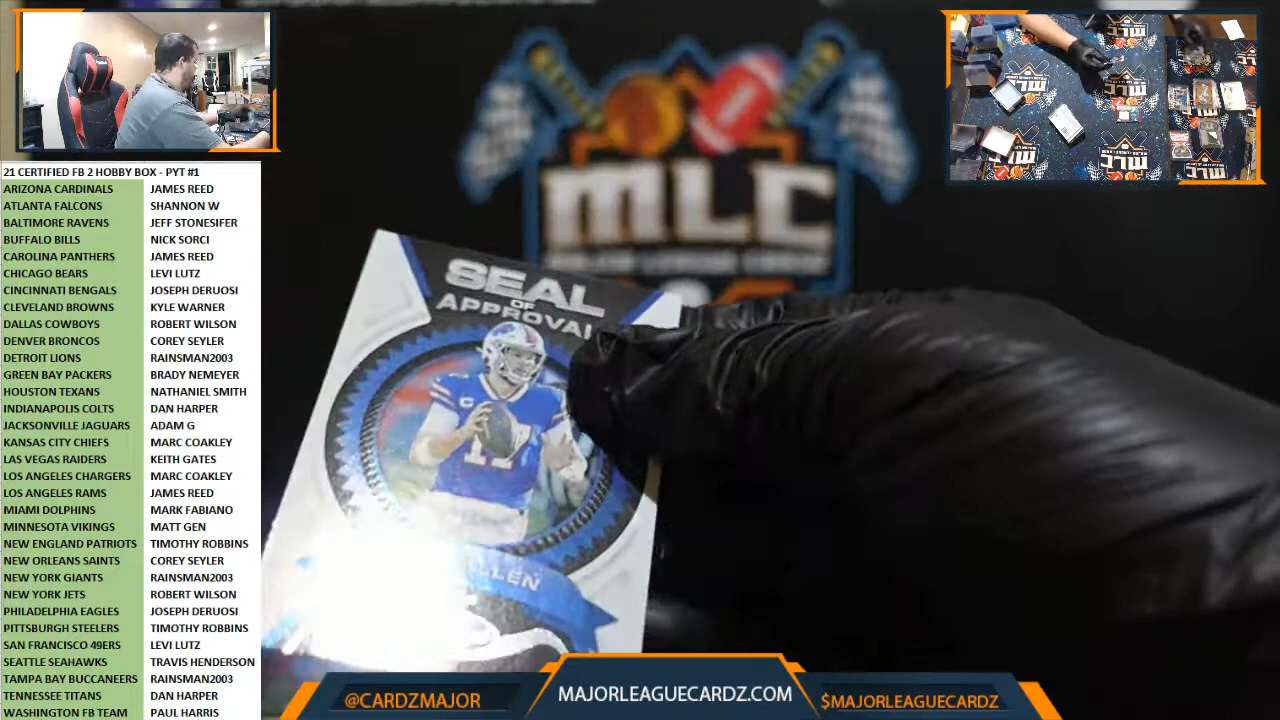 21 CERTIFIED FB 2 HOBBY BOX - PYT #1
ARIZONA CARDINALS JAMES REED
ATLANTA FALCONS SHANNON W
BALTIMORE RAVENS JEFF STONESIFER
BUFFALO BILLS NICK SORCI
CAROLINA PANTHERS JAMES REED
CHICAGO BEARS LEVI LUTZ
CINCINNATI BENGALS JOSEPH DERUOSI
CLEVELAND BROWNS KYLE WARNER
DALLAS COWBOYS ROBERT WILSON
DENVER BRONCOS COREY SEYLER
DETROIT LIONS RAINSMAN2003
GREEN BAY PACKERS BRADY NEMEYER
HOUSTON TEXANS NATHANIEL SMITH
INDIANAPOLIS COLTS DAN HARPER
JACKSONVILLE JAGUARS ADAM G
KANSAS CITY CHIEFS MARC COAKLEY
LAS VEGAS RAIDERS KEITH GATES
LOS ANGELES CHARGERS MARC COAKLEY
LOS ANGELES RAMS JAMES REED
MIAMI DOLPHINS MARK FABIANO
MINNESOTA VIKINGS MATT GEN
NEW ENGLAND PATRIOTS TIMOTHY ROBBINS
NEW ORLEANS SAINTS COREY SEYLER
NEW YORK GIANTS RAINSMAN2003
NEW YORK JETS ROBERT WILSON
PHILADELPHIA EAGLES JOSEPH DERUOSI
PITTSBURGH STEELERS TIMOTHY ROBBINS
SAN FRANCISCO 49ERS LEVI LUTZ
SEATTLE SEAHAWKS TRAVIS HENDERSON
TAMPA BAY BUCCANEERS RAINSMAN2003
TENNESSEE TITANS DAN HARPER
WASHINGTON FB TEAM PAUL HARRIS
MLC
SEAL
OF
APPROVAL
17
ALLEN
@CARDZMAJOR
MAJORLEAGUECARDZ.COM
$MAJORLEAGUECARDZ